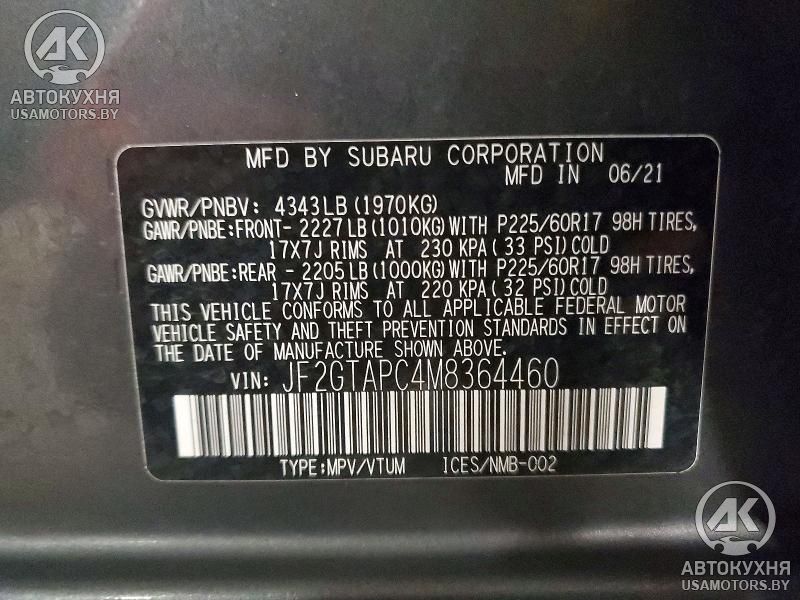 AK
АВТОКУХНЯ
USAMOTORS.BY
MFD BY SUBARU CORPORATION
MFD IN 06/21
GVWR/PNBV: 4343LB(1970KG)
GAWR/PNBE:FRONT- 2227LB(1010KG)WITH P225/60R17 98H TIRES,
17X7J RIMS AT 230 KPA( 33 PSI)COLD
GAWR/PNBE:REAR - 2205LB(1000KG)WITH P225/60R17 98H TIRES,
17X7J RIMS AT 220 KPA( 32 PSI)COLD
THIS VEHICLE CONFORMS TO ALL APPLICABLE FEDERAL MOTOR
VEHICLE SAFETY AND THEFT PREVENTION STANDARDS IN EFFECT ON
THE DATE OF MANUFACTURE SHOWN ABOVE.
VIN: JF2GTAPC4M8364460
TYPE:MPV/VTUM ICES/NMB-002
AK
АВТОКУХНЯ
USAMOTORS.BY